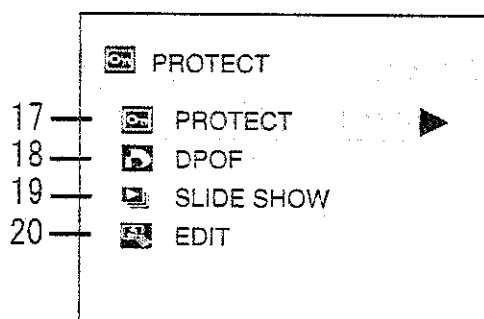 PROTECT
17 PROTECT
18 DPOF
19 SLIDE SHOW
20 EDIT